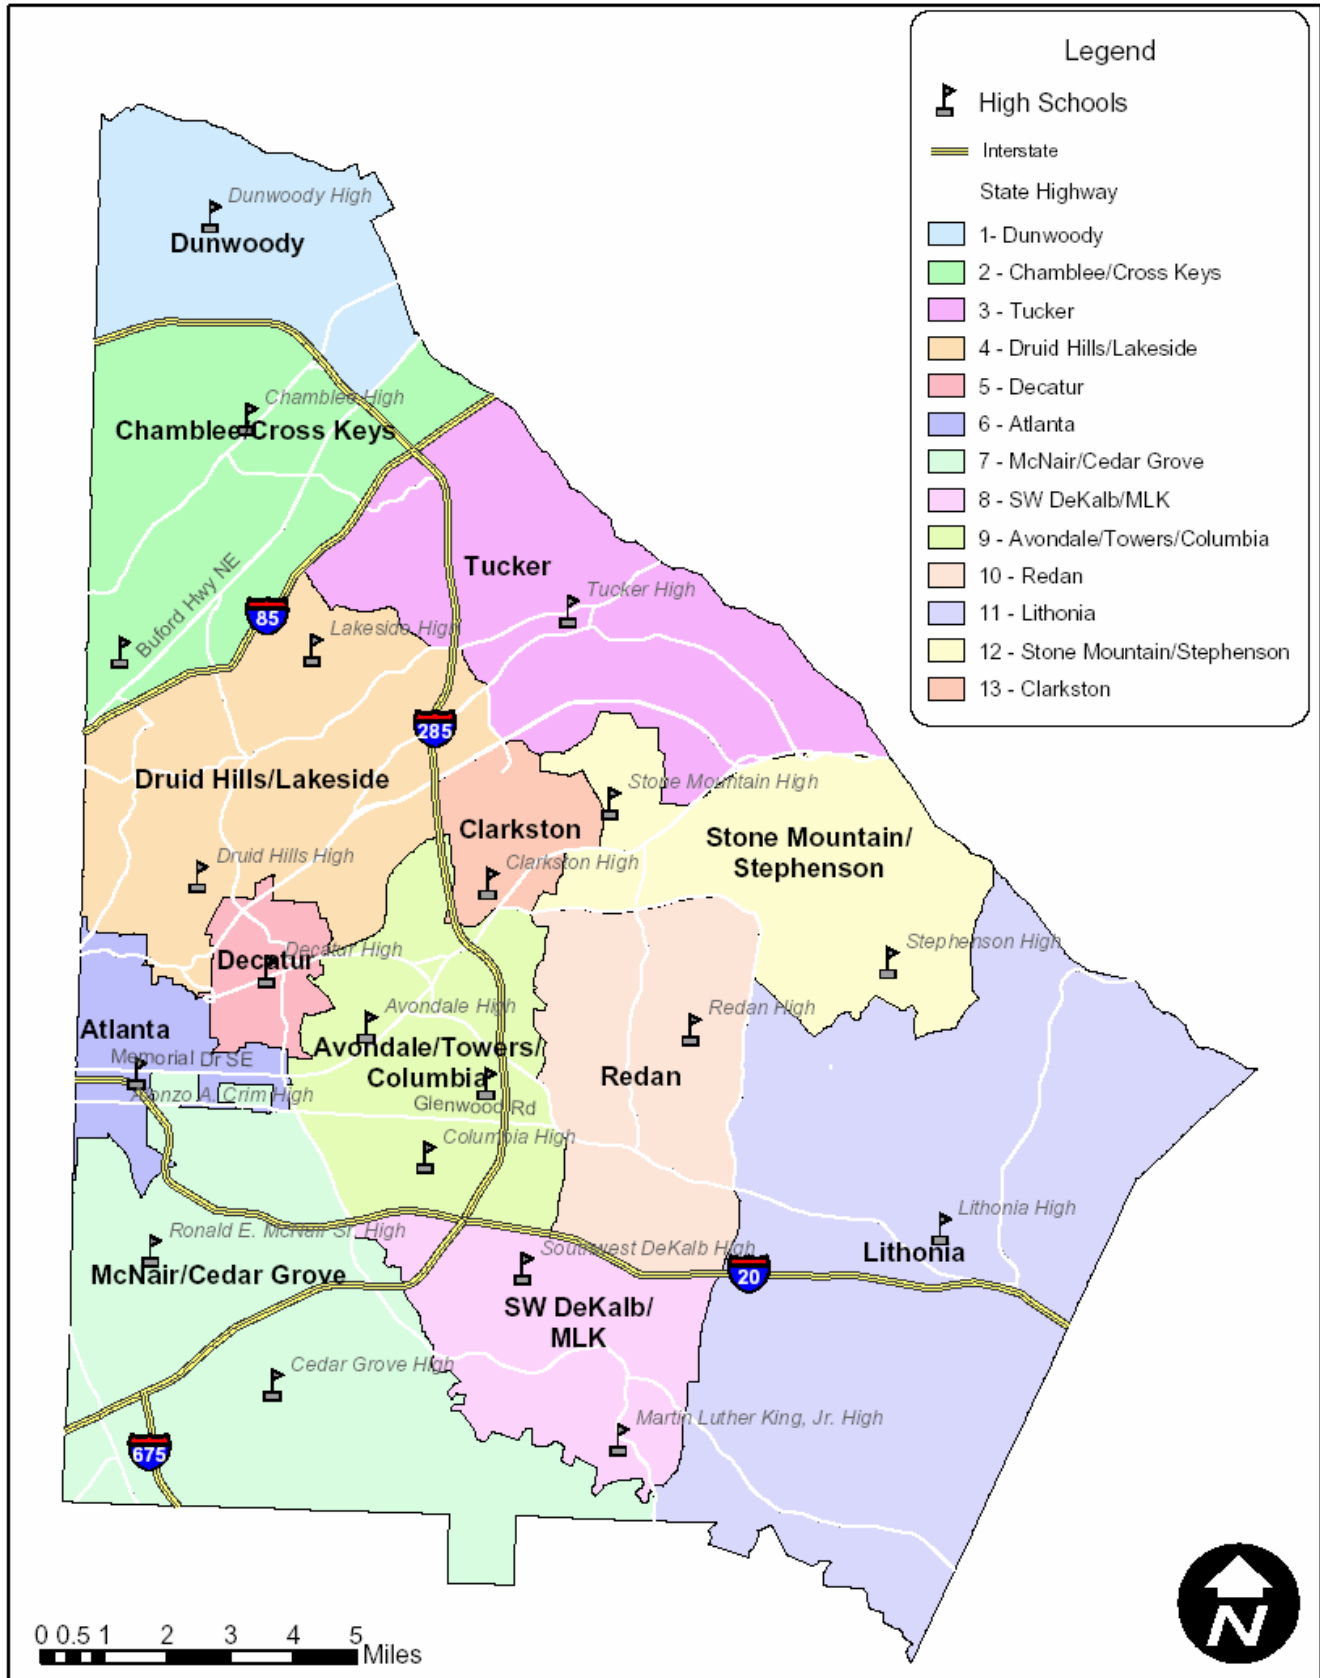 Legend
High Schools
Interstate
State Highway
1- Dunwoody
2 - Chamblee/Cross Keys
3 - Tucker
4 - Druid Hills/Lakeside
5 - Decatur
6 - Atlanta
7 - McNair/Cedar Grove
8 - SW DeKalb/MLK
9 - Avondale/Towers/Columbia
10 - Redan
11 - Lithonia
12 - Stone Mountain/Stephenson
13 - Clarkston
Dunwoody High
Dunwoody
Chamblee High
Chamblee/Cross Keys
Buford Hwy NE
85
Tucker
Tucker High
Lakeside High
285
Druid Hills/Lakeside
Stone Mountain High
Clarkston
Stone Mountain/
Stephenson
Druid Hills High
Clarkston High
Decatur High
Decatur
Stephenson High
Avondale High
Redan High
Atlanta
Avondale/Towers/
Columbia
Memorial Dr SE
Redan
Alonzo A. Crim High
Glenwood Rd
Columbia High
Lithonia High
Ronald E. McNair Sr. High
Southwest DeKalb High
Lithonia
McNair/Cedar Grove
20
SW DeKalb/
MLK
Cedar Grove High
Martin Luther King, Jr. High
675
N
0 0.5 1 2 3 4 5
Miles